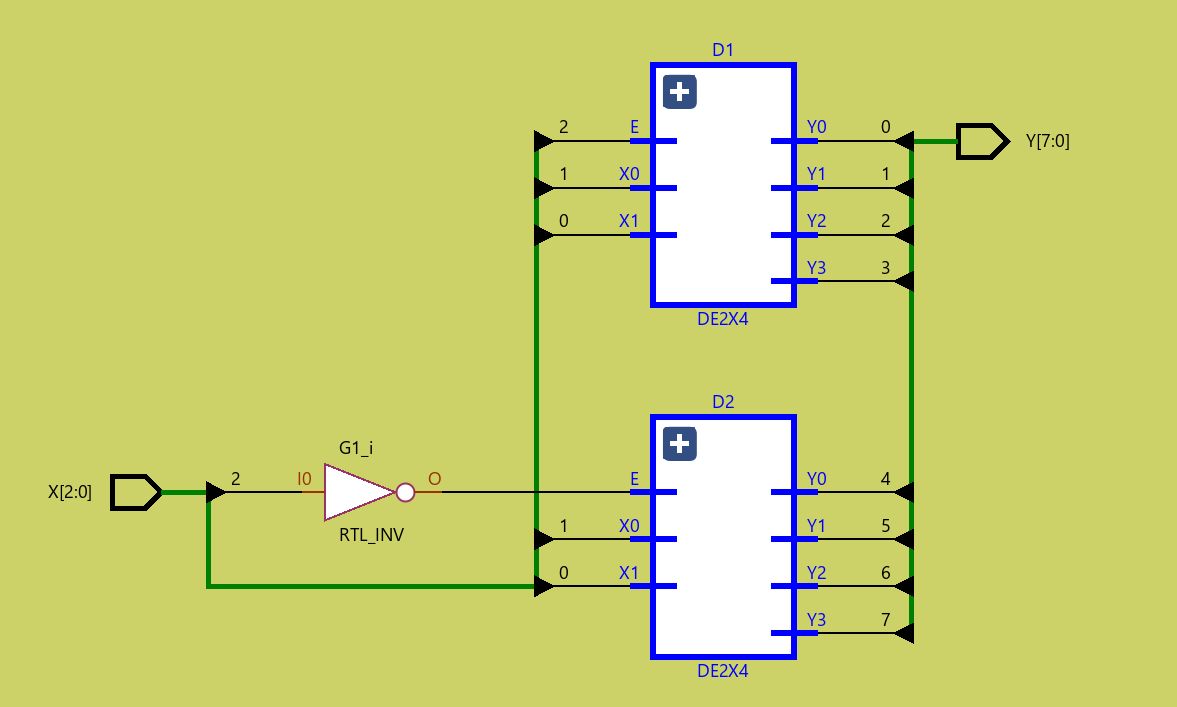 D1
2 E Y0 0 Y[7:0]
1 X0 Y1 1
0 X1 Y2 2
Y3 3
DE2X4
D2
G1_i
X[2:0] 2 I0 O E Y0 4
1 X0 Y1 5
RTL_INV
0 X1 Y2 6
Y3 7
DE2X4